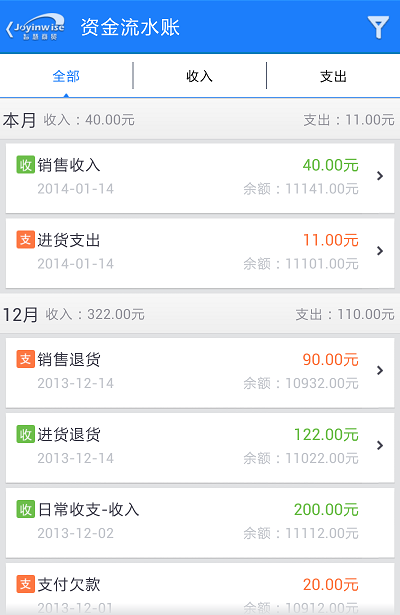 Joyinwise
智慧商贸
资金流水账
全部
收入
支出
本月 收入：40.00元 支出：11.00元
收 销售收入 40.00元
2014-01-14 余额：11141.00元
支 进货支出 11.00元
2014-01-14 余额：11101.00元
12月 收入：322.00元 支出：110.00元
支 销售退货 90.00元
2013-12-14 余额：10932.00元
收 进货退货 122.00元
2013-12-14 余额：11022.00元
收 日常收支-收入 200.00元
2013-12-02 余额：11112.00元
支 支付欠款 20.00元
2013-12-01 余额：10912.00元